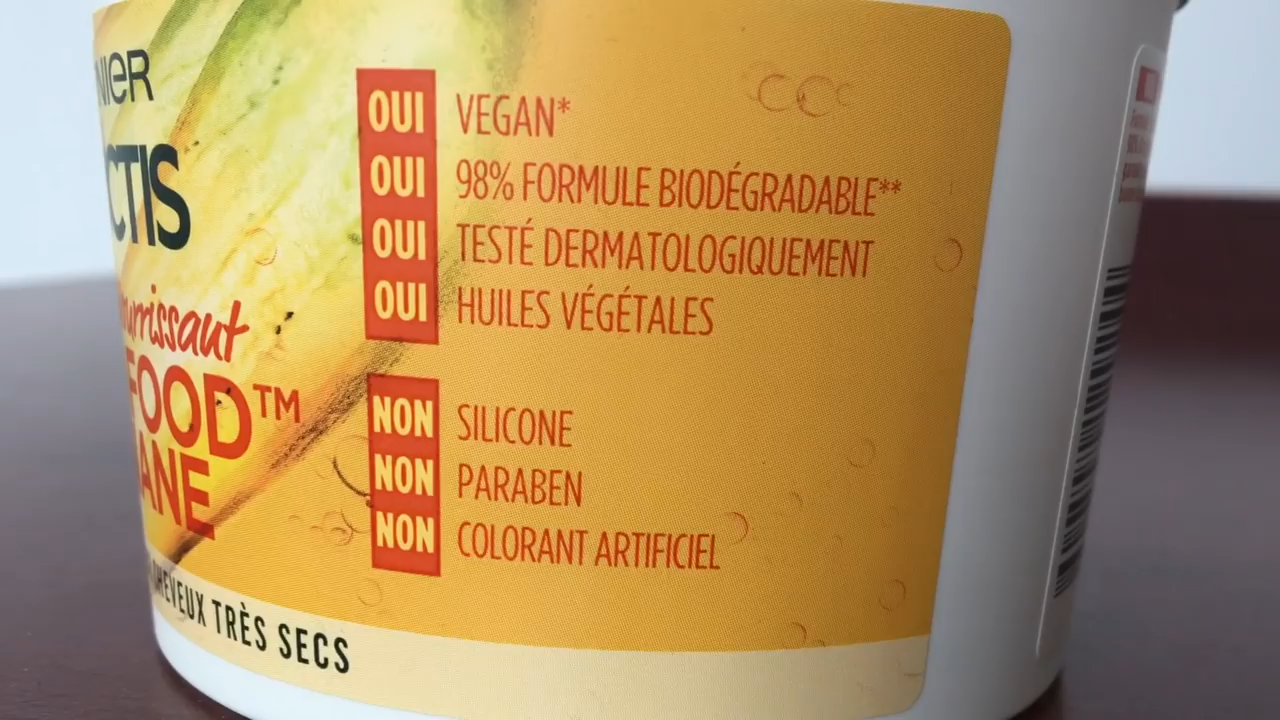 NIER
CTIS
urrissant
FOOD™
ANE
CHEVEUX TRÈS SECS
OUI VEGAN*
OUI 98% FORMULE BIODÉGRADABLE**
OUI TESTÉ DERMATOLOGIQUEMENT
OUI HUILES VÉGÉTALES
NON SILICONE
NON PARABEN
NON COLORANT ARTIFICIEL